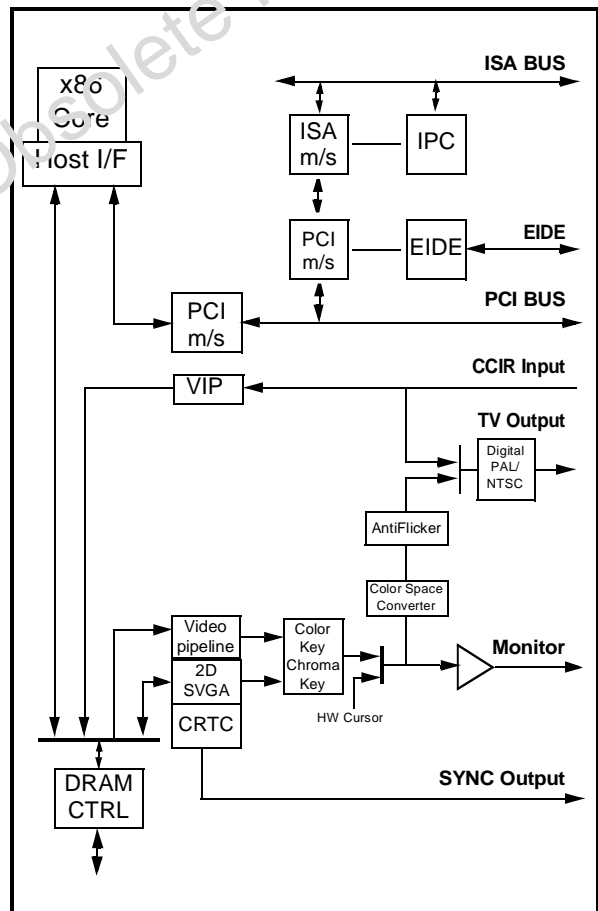 Obsolete
ISA BUS
x86
Core
Host I/F
ISA
m/s
IPC
PCI
m/s
EIDE
EIDE
PCI BUS
PCI
m/s
CCIR Input
VIP
TV Output
Digital
PAL/
NTSC
AntiFlicker
Color Space
Converter
Video
pipeline
2D
SVGA
CRTC
Color
Key
Chroma
Key
HW Cursor
Monitor
SYNC Output
DRAM
CTRL